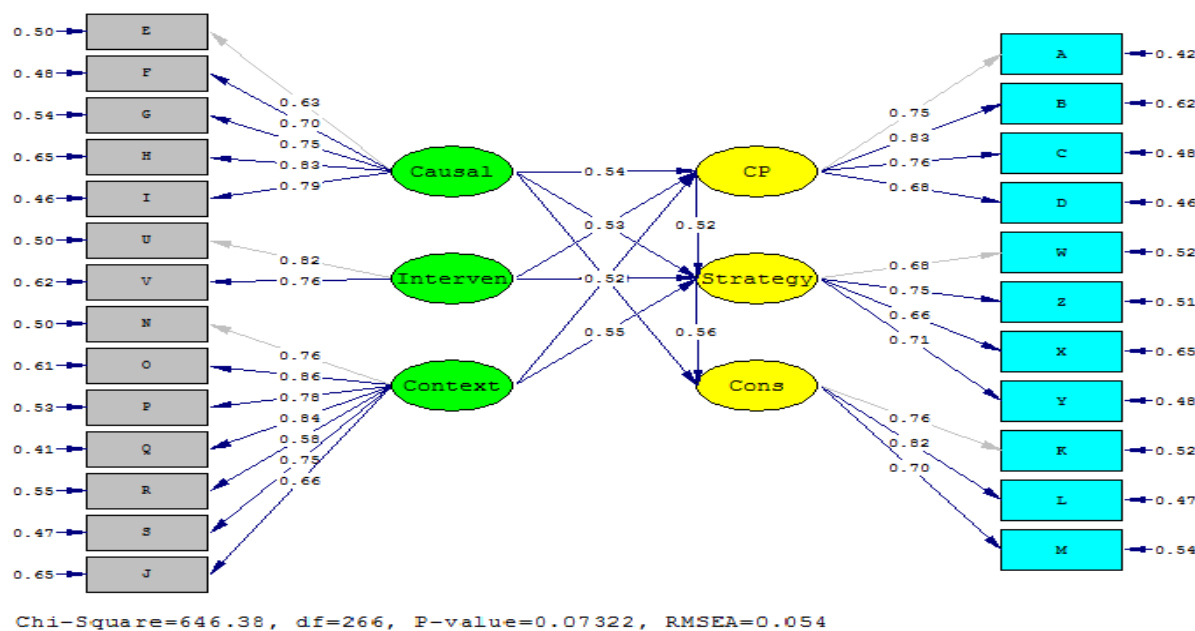 0.50 E
0.48 F
0.54 G
0.65 H
0.46 I
0.50 U
0.62 V
0.50 N
0.61 O
0.53 P
0.41 Q
0.55 R
0.47 S
0.65 J
0.63
0.70
0.75
0.83
0.79
0.82
0.76
0.76
0.86
0.78
0.84
0.58
0.75
0.66
Causal
Interven
Context
0.54
0.53
0.52
0.52
0.55
0.56
CP
Strategy
Cons
0.75
0.83
0.76
0.68
0.68
0.75
0.66
0.71
0.76
0.82
0.70
A 0.42
B 0.62
C 0.48
D 0.46
W 0.52
Z 0.51
X 0.65
Y 0.48
K 0.52
L 0.47
M 0.54
Chi-Square=646.38, df=266, P-value=0.07322, RMSEA=0.054